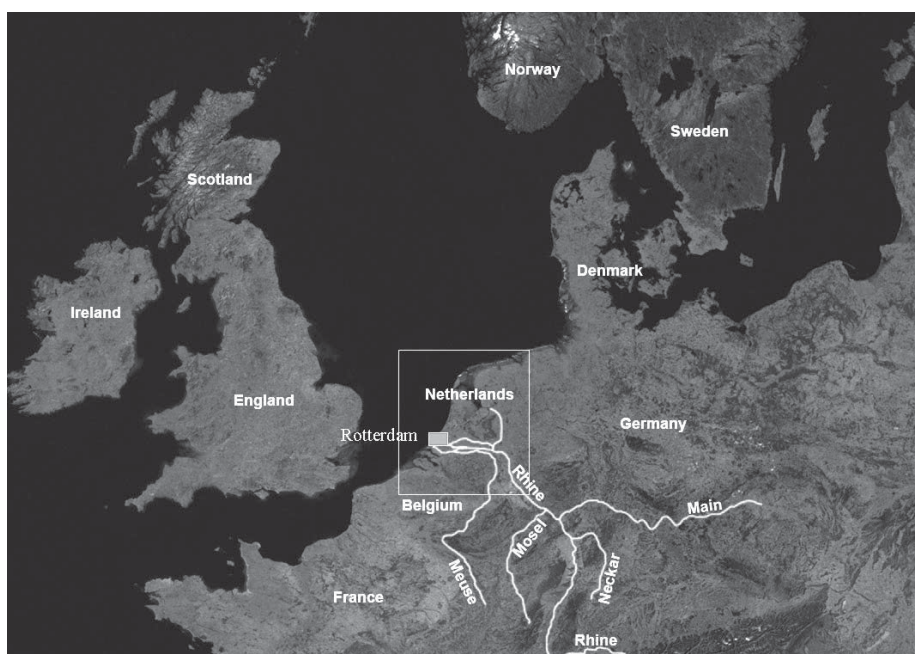 Norway
Sweden
Scotland
Denmark
Ireland
Netherlands
England
Germany
Rotterdam
Rhine
Belgium
Main
Mosel
Meuse
Neckar
France
Rhine